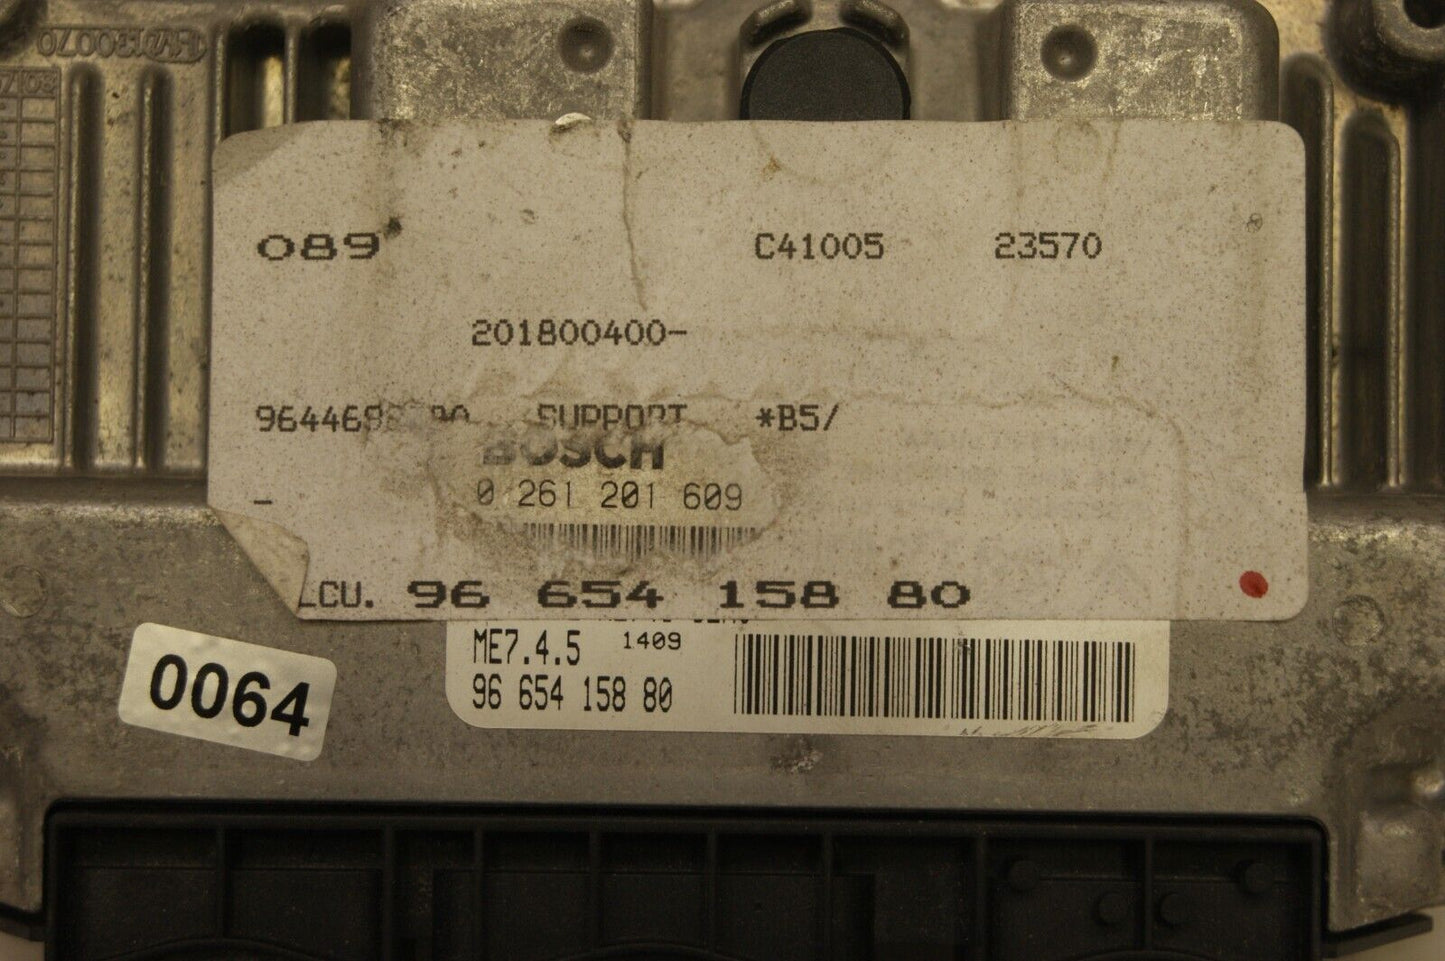 089 C41005 23570
201800400-
SUPPORT *B5/
BOSCH
0 261 201 609
-
CU. 96 654 158 80
ME7.4.5 1409
96 654 158 80
0064